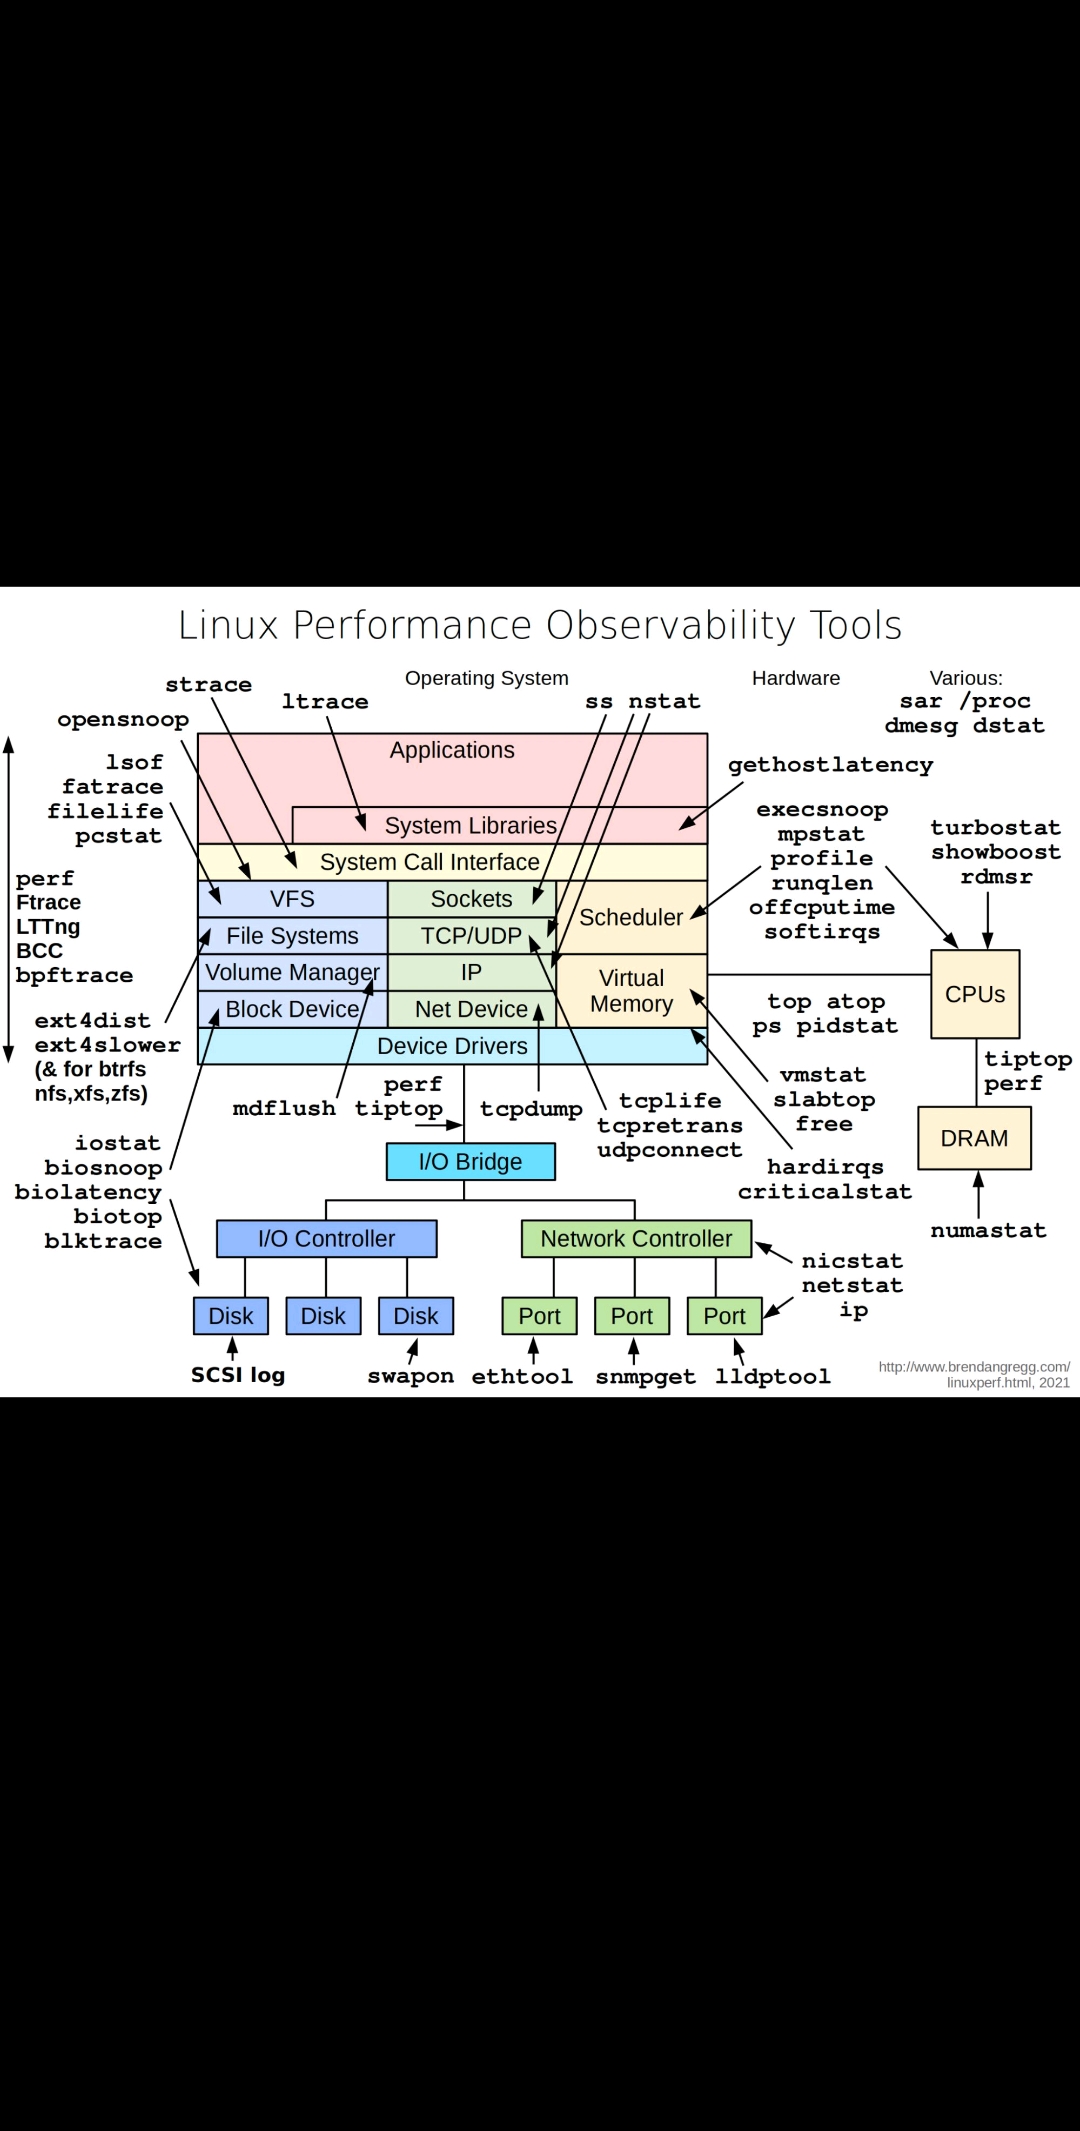 Linux Performance Observability Tools
Operating System
Hardware
Various:
sar /proc
dmesg dstat
strace
ltrace
ss nstat
opensnoop
lsof
fatrace
filelife
pcstat
gethostlatency
perf
Ftrace
LTTng
BCC
bpftrace
ext4dist
ext4slower
(& for btrfs
nfs,xfs,zfs)
iostat
biosnoop
biolatency
biotop
blktrace
Applications
System Libraries
System Call Interface
VFS
Sockets
Scheduler
File Systems
TCP/UDP
Volume Manager
IP
Virtual
Memory
Block Device
Net Device
Device Drivers
execsnoop
mpstat
profile
runqlen
offcputime
softirqs
turbostat
showboost
rdmsr
CPUs
top atop
ps pidstat
tiptop
perf
DRAM
numastat
vmstat
slabtop
free
hardirqs
criticalstat
mdflush
perf
tiptop
tcpdump
tcplife
tcpretrans
udpconnect
I/O Bridge
I/O Controller
Network Controller
nicstat
netstat
ip
Disk
Disk
Disk
Port
Port
Port
SCSI log
swapon
ethtool
snmpget
lldptool
http://www.brendangregg.com/
linuxperf.html, 2021